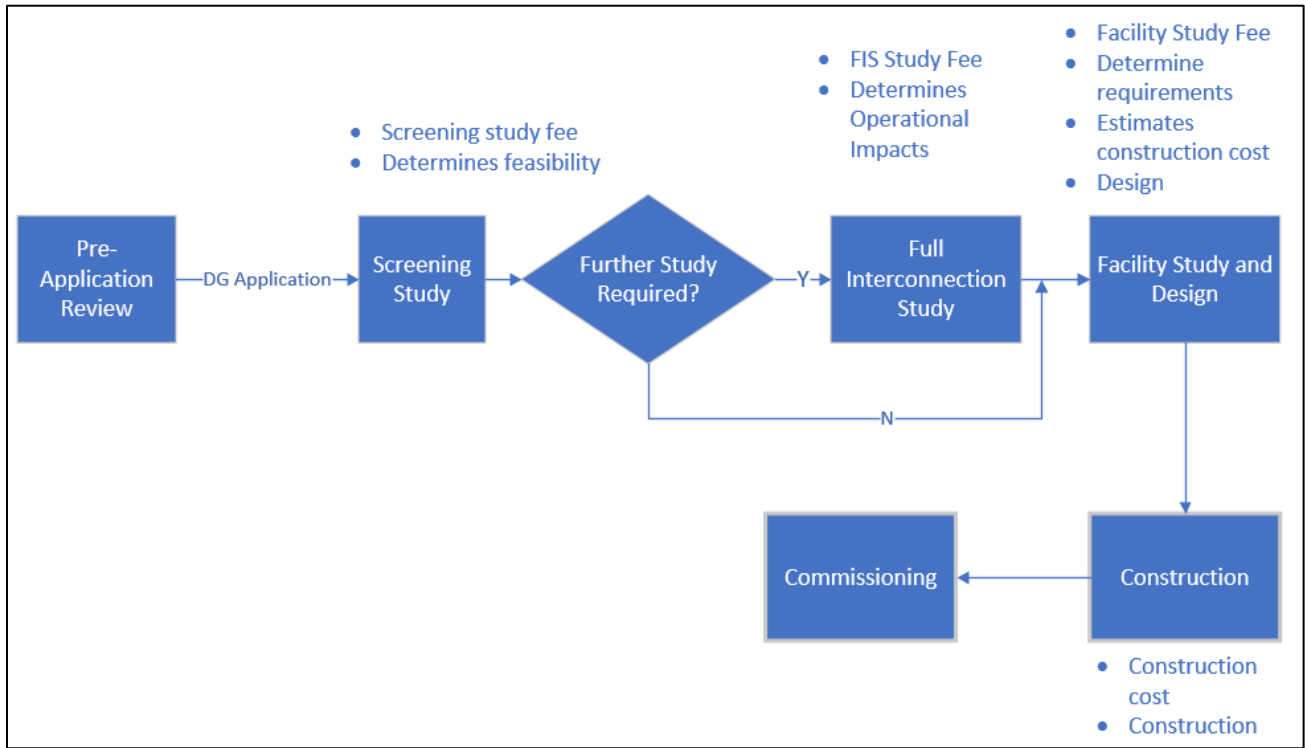 • Screening study fee
• Determines feasibility
• FIS Study Fee
• Determines
Operational
Impacts
• Facility Study Fee
• Determine
requirements
• Estimates
construction cost
• Design
Pre-
Application
Review
DG Application
Screening
Study
Further Study
Required?
Y
Full
Interconnection
Study
Facility Study and
Design
N
Commissioning
Construction
• Construction
cost
• Construction